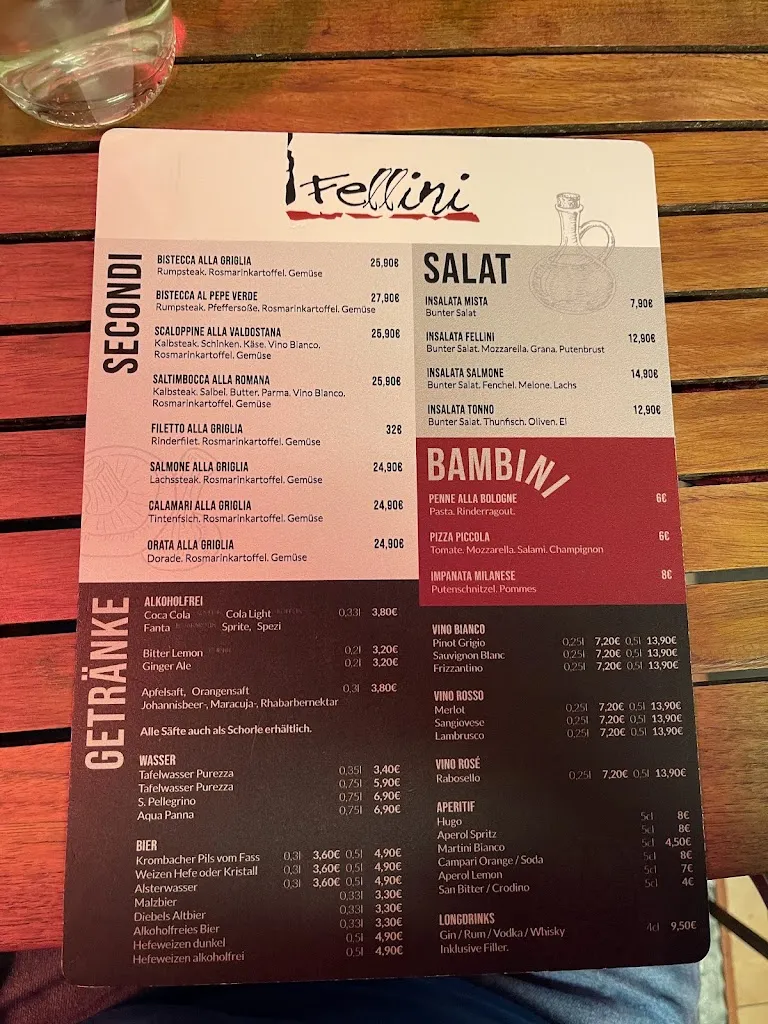 Fellini
SECONDI
BISTECCA ALLA GRIGLIA 25,90€
Rumpsteak. Rosmarinkartoffel. Gemüse
BISTECCA AL PEPE VERDE 27,90€
Rumpsteak. Pfeffersoße. Rosmarinkartoffel. Gemüse
SCALOPPINE ALLA VALDOSTANA 25,90€
Kalbsteak. Schinken. Käse. Vino Bianco.
Rosmarinkartoffel. Gemüse
SALTIMBOCCA ALLA ROMANA 25,90€
Kalbsteak. Salbei. Butter. Parma. Vino Bianco.
Rosmarinkartoffel. Gemüse
FILETTO ALLA GRIGLIA 32€
Rinderfilet. Rosmarinkartoffel. Gemüse
SALMONE ALLA GRIGLIA 24,90€
Lachssteak. Rosmarinkartoffel. Gemüse
CALAMARI ALLA GRIGLIA 24,90€
Tintenfsich. Rosmarinkartoffel. Gemüse
ORATA ALLA GRIGLIA 24,90€
Dorade. Rosmarinkartoffel. Gemüse
SALAT
INSALATA MISTA 7,90€
Bunter Salat
INSALATA FELLINI 12,90€
Bunter Salat. Mozzarella. Grana. Putenbrust
INSALATA SALMONE 14,90€
Bunter Salat. Fenchel. Melone. Lachs
INSALATA TONNO 12,90€
Bunter Salat. Thunfisch. Oliven. Ei
BAMBINI
PENNE ALLA BOLOGNE 6€
Pasta. Rinderragout.
PIZZA PICCOLA 6€
Tomate. Mozzarella. Salami. Champignon
IMPANATA MILANESE 8€
Putenschnitzel. Pommes
GETRÄNKE
ALKOHOLFREI
Coca Cola Cola Light 0,33l 3,80€
Fanta Sprite, Spezi
Bitter Lemon 0,2l 3,20€
Ginger Ale 0,2l 3,20€
Apfelsaft, Orangensaft 0,3l 3,80€
Johannisbeer-, Maracuja-, Rhabarbernektar
Alle Säfte auch als Schorle erhältlich.
WASSER
Tafelwasser Purezza 0,35l 3,40€
Tafelwasser Purezza 0,75l 5,90€
S. Pellegrino 0,75l 6,90€
Aqua Panna 0,75l 6,90€
BIER
Krombacher Pils vom Fass 0,3l 3,60€ 0,5l 4,90€
Weizen Hefe oder Kristall 0,3l 3,60€ 0,5l 4,90€
Alsterwasser 0,3l 3,60€ 0,5l 4,90€
Malzbier 0,33l 3,30€
Diebels Altbier 0,33l 3,30€
Alkoholfreies Bier 0,33l 3,30€
Hefeweizen dunkel 0,5l 4,90€
Hefeweizen alkoholfrei 0,5l 4,90€
VINO BIANCO
Pinot Grigio 0,25l 7,20€ 0,5l 13,90€
Sauvignon Blanc 0,25l 7,20€ 0,5l 13,90€
Frizzantino 0,25l 7,20€ 0,5l 13,90€
VINO ROSSO
Merlot 0,25l 7,20€ 0,5l 13,90€
Sangiovese 0,25l 7,20€ 0,5l 13,90€
Lambrusco 0,25l 7,20€ 0,5l 13,90€
VINO ROSÉ
Rabosello 0,25l 7,20€ 0,5l 13,90€
APERITIF
Hugo 5cl 8€
Aperol Spritz 5cl 8€
Martini Bianco 5cl 4,50€
Campari Orange / Soda 5cl 8€
Aperol Lemon 5cl 7€
San Bitter / Crodino 5cl 4€
LONGDRINKS
Gin / Rum / Vodka / Whisky 4cl 9,50€
Inklusive Filler.